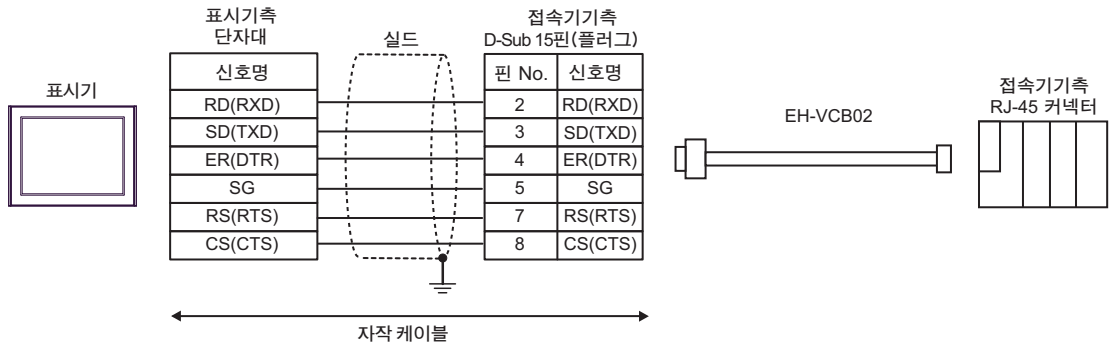 표시기
표시기측
단자대
신호명
RD(RXD)
SD(TXD)
ER(DTR)
SG
RS(RTS)
CS(CTS)
실드
접속기기측
D-Sub 15핀(플러그)
핀 No. 신호명
2 RD(RXD)
3 SD(TXD)
4 ER(DTR)
5 SG
7 RS(RTS)
8 CS(CTS)
자작 케이블
EH-VCB02
접속기기측
RJ-45 커넥터